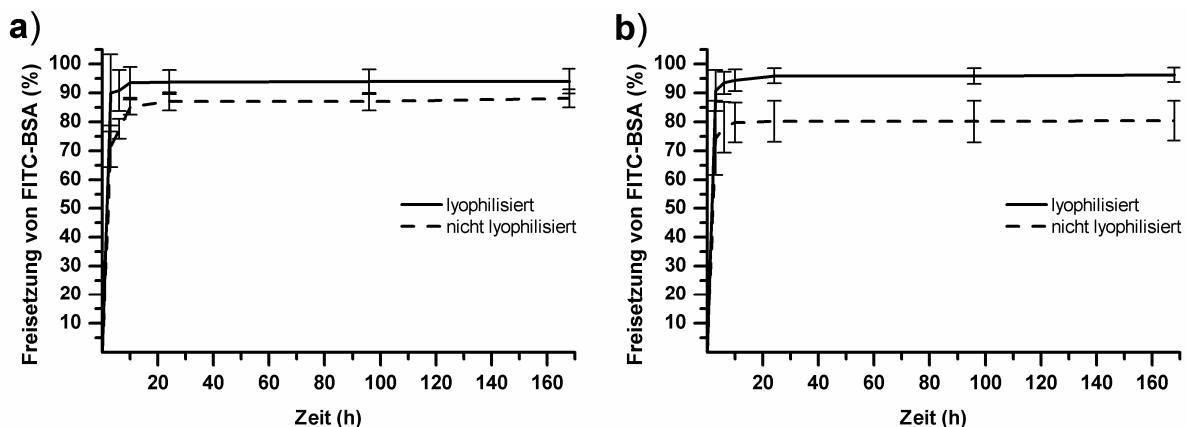 a)
Freisetzung von FITC-BSA (%)
100
90
80
70
60
50
40
30
20
10
lyophilisiert
nicht lyophilisiert
20 40 60 80 100 120 140 160
Zeit (h)
b)
Freisetzung von FITC-BSA (%)
100
90
80
70
60
50
40
30
20
10
lyophilisiert
nicht lyophilisiert
20 40 60 80 100 120 140 160
Zeit (h)